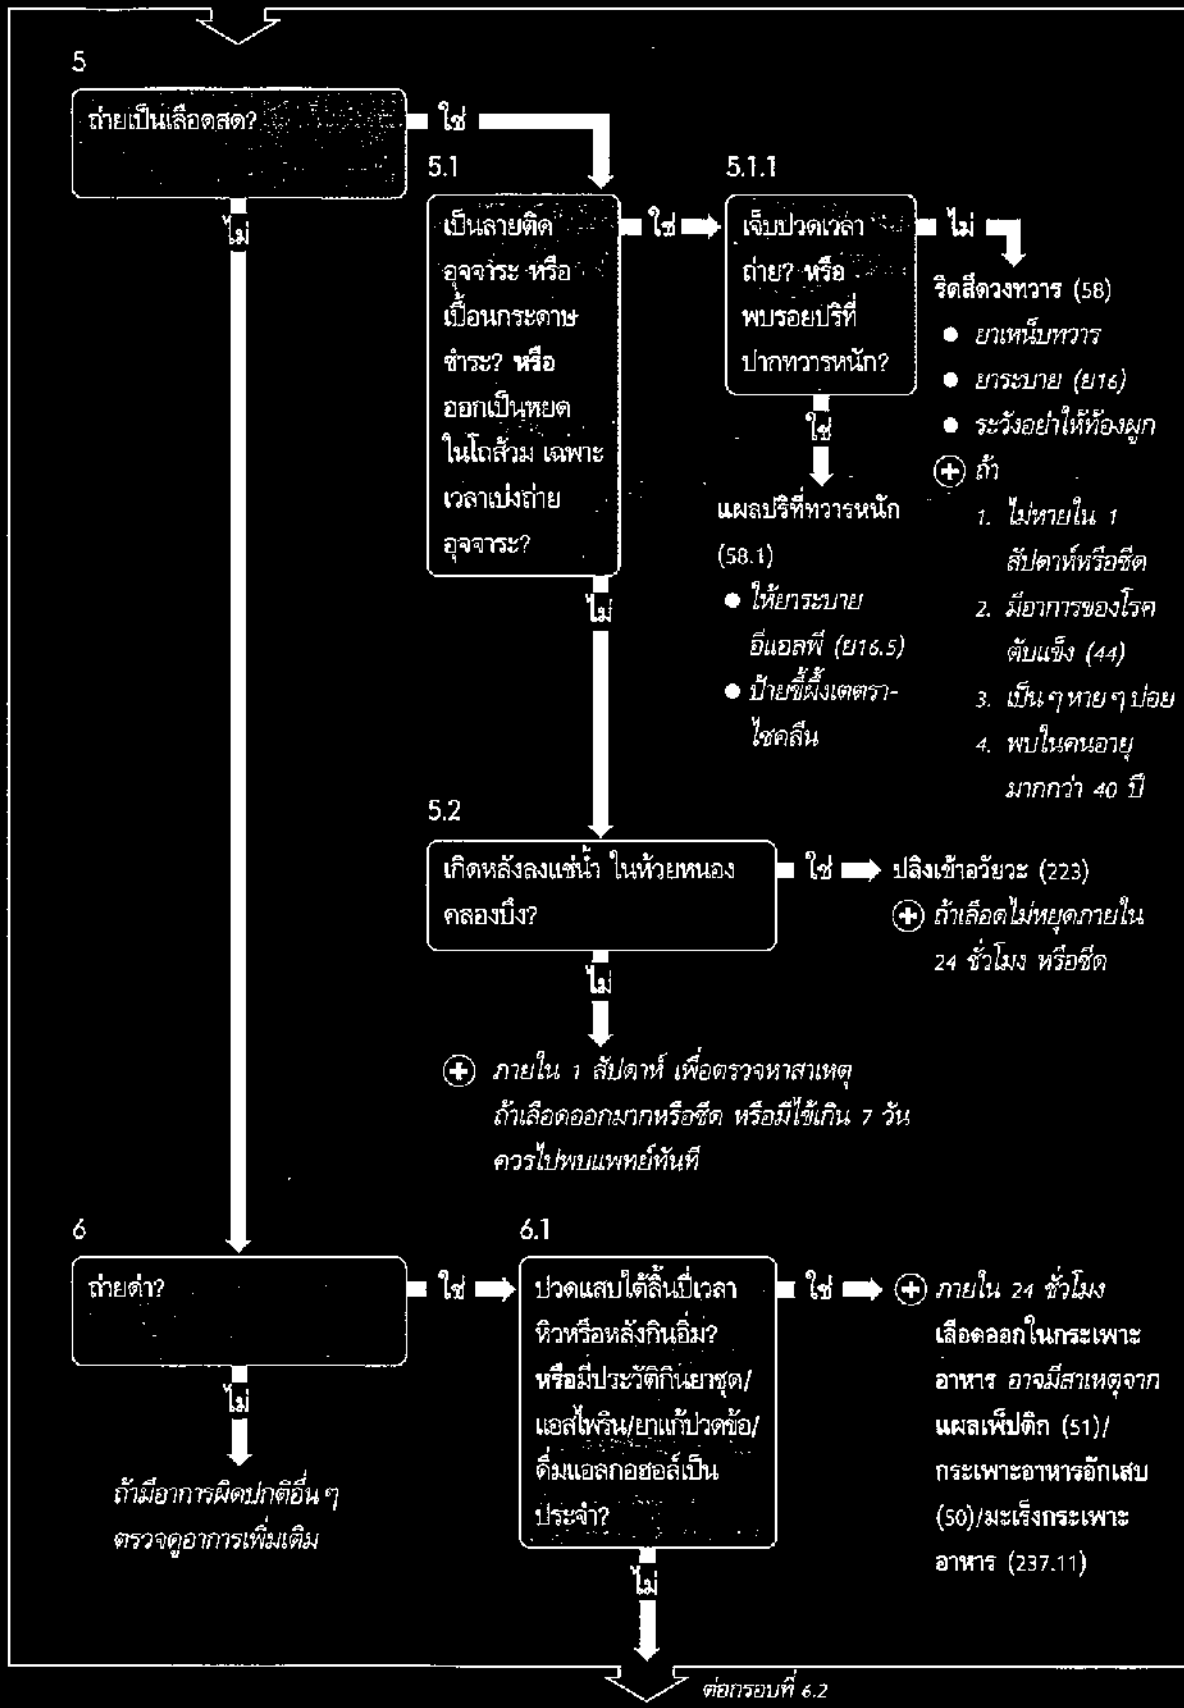 5
ถ่ายเป็นเลือดสด?
ใช่
ไม่
5.1
เป็นลายติด
อุจจาระ หรือ
เปื้อนกระดาษ
ชำระ? หรือ
ออกเป็นหยด
ในโถส้วม เฉพาะ
เวลาเบ่งถ่าย
อุจจาระ?
ใช่
5.1.1
เจ็บปวดเวลา
ถ่าย? หรือ
พบรอยปริที่
ปากทวารหนัก?
ไม่
ริดสีดวงทวาร (58)
● ยาเหน็บทวาร
● ยาระบาย (ย16)
● ระวังอย่าให้ท้องผูก
ถ้า
1. ไม่หายใน 1
สัปดาห์หรือซีด
2. มีอาการของโรค
ตับแข็ง (44)
3. เป็นๆ หายๆ บ่อย
4. พบในคนอายุ
มากกว่า 40 ปี
ใช่
แผลปริที่ทวารหนัก
(58.1)
● ให้ยาระบาย
อีแอลพี (ย16.5)
● ป้ายขี้ผึ้งเตตรา-
ไซคลีน
ไม่
5.2
เกิดหลังลงแช่น้ำ ในห้วยหนอง
คลองบึง?
ใช่
ปลิงเข้าอวัยวะ (223)
ถ้าเลือดไม่หยุดภายใน
24 ชั่วโมง หรือซีด
ไม่
ภายใน 1 สัปดาห์ เพื่อตรวจหาสาเหตุ
ถ้าเลือดออกมากหรือซีด หรือมีไข้เกิน 7 วัน
ควรไปพบแพทย์ทันที
6
ถ่ายดำ?
ใช่
ไม่
ถ้ามีอาการผิดปกติอื่น ๆ
ตรวจดูอาการเพิ่มเติม
6.1
ปวดแสบใต้ลิ้นปี่เวลา
หิวหรือหลังกินอิ่ม?
หรือมีประวัติกินยาชุด/
แอสไพริน/ยาแก้ปวดข้อ/
ดื่มแอลกอฮอล์เป็น
ประจำ?
ใช่
ภายใน 24 ชั่วโมง
เลือดออกในกระเพาะ
อาหาร อาจมีสาเหตุจาก
แผลเพ็ปติก (51)/
กระเพาะอาหารอักเสบ
(50)/มะเร็งกระเพาะ
อาหาร (237.11)
ไม่
ต่อกรอบที่ 6.2